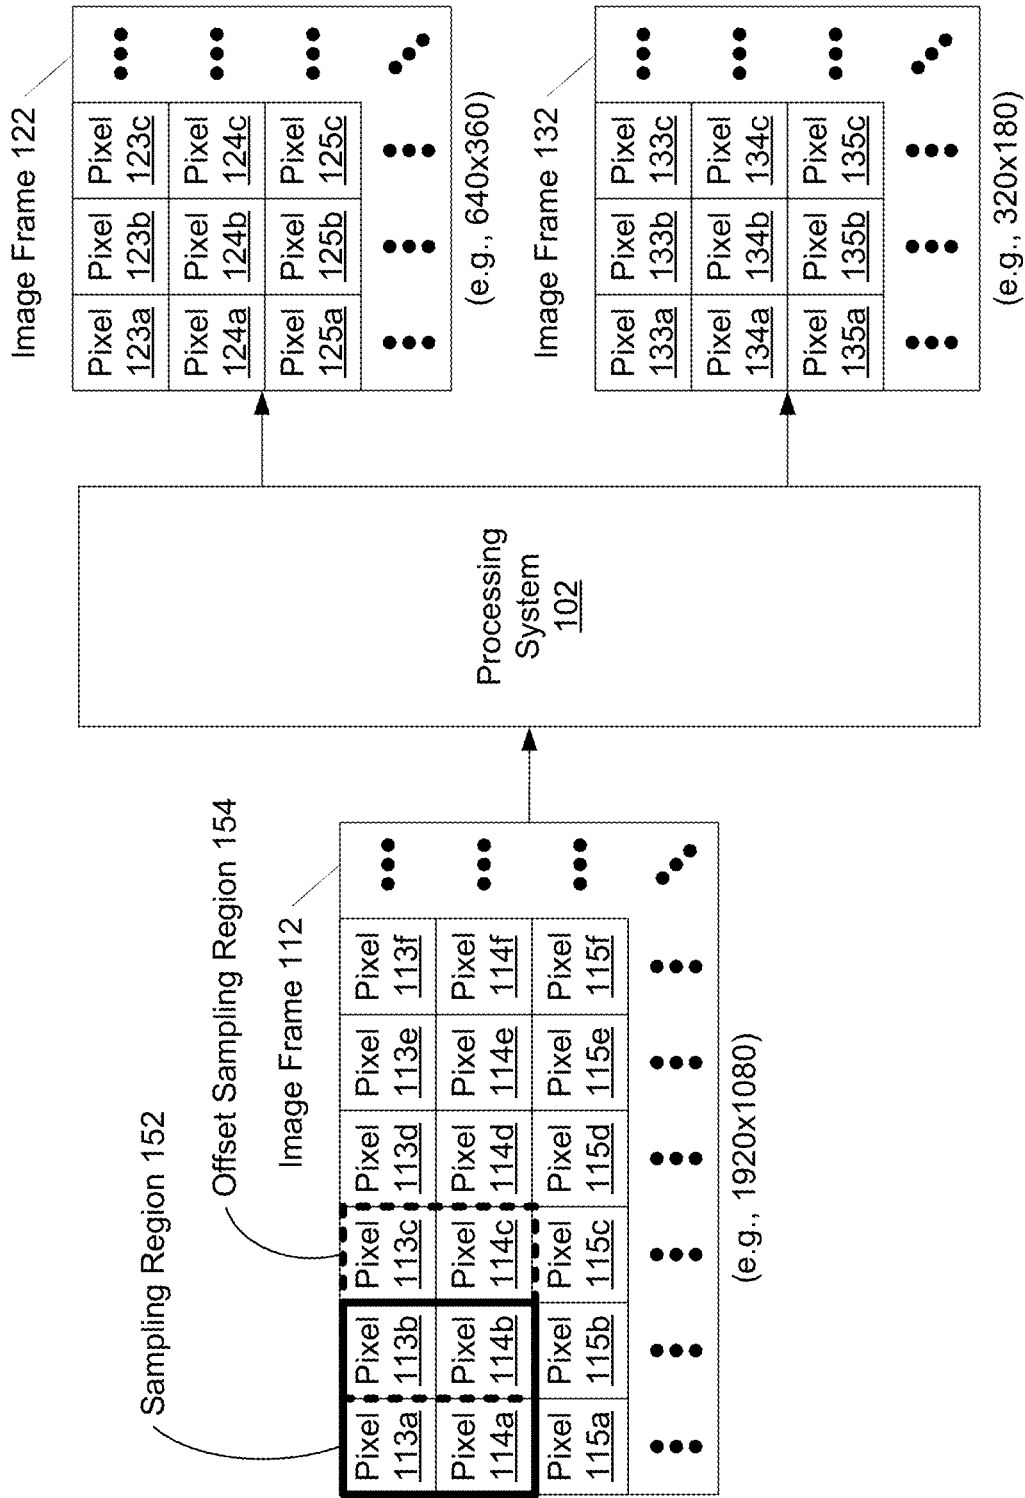 Sampling Region 152
Offset Sampling Region 154
Image Frame 112
Pixel 113a
Pixel 113b
Pixel 113c
Pixel 113d
Pixel 113e
Pixel 113f
Pixel 114a
Pixel 114b
Pixel 114c
Pixel 114d
Pixel 114e
Pixel 114f
Pixel 115a
Pixel 115b
Pixel 115c
Pixel 115d
Pixel 115e
Pixel 115f
(e.g., 1920x1080)
Processing
System
102
Image Frame 122
Pixel 123a
Pixel 123b
Pixel 123c
Pixel 124a
Pixel 124b
Pixel 124c
Pixel 125a
Pixel 125b
Pixel 125c
(e.g., 640x360)
Image Frame 132
Pixel 133a
Pixel 133b
Pixel 133c
Pixel 134a
Pixel 134b
Pixel 134c
Pixel 135a
Pixel 135b
Pixel 135c
(e.g., 320x180)